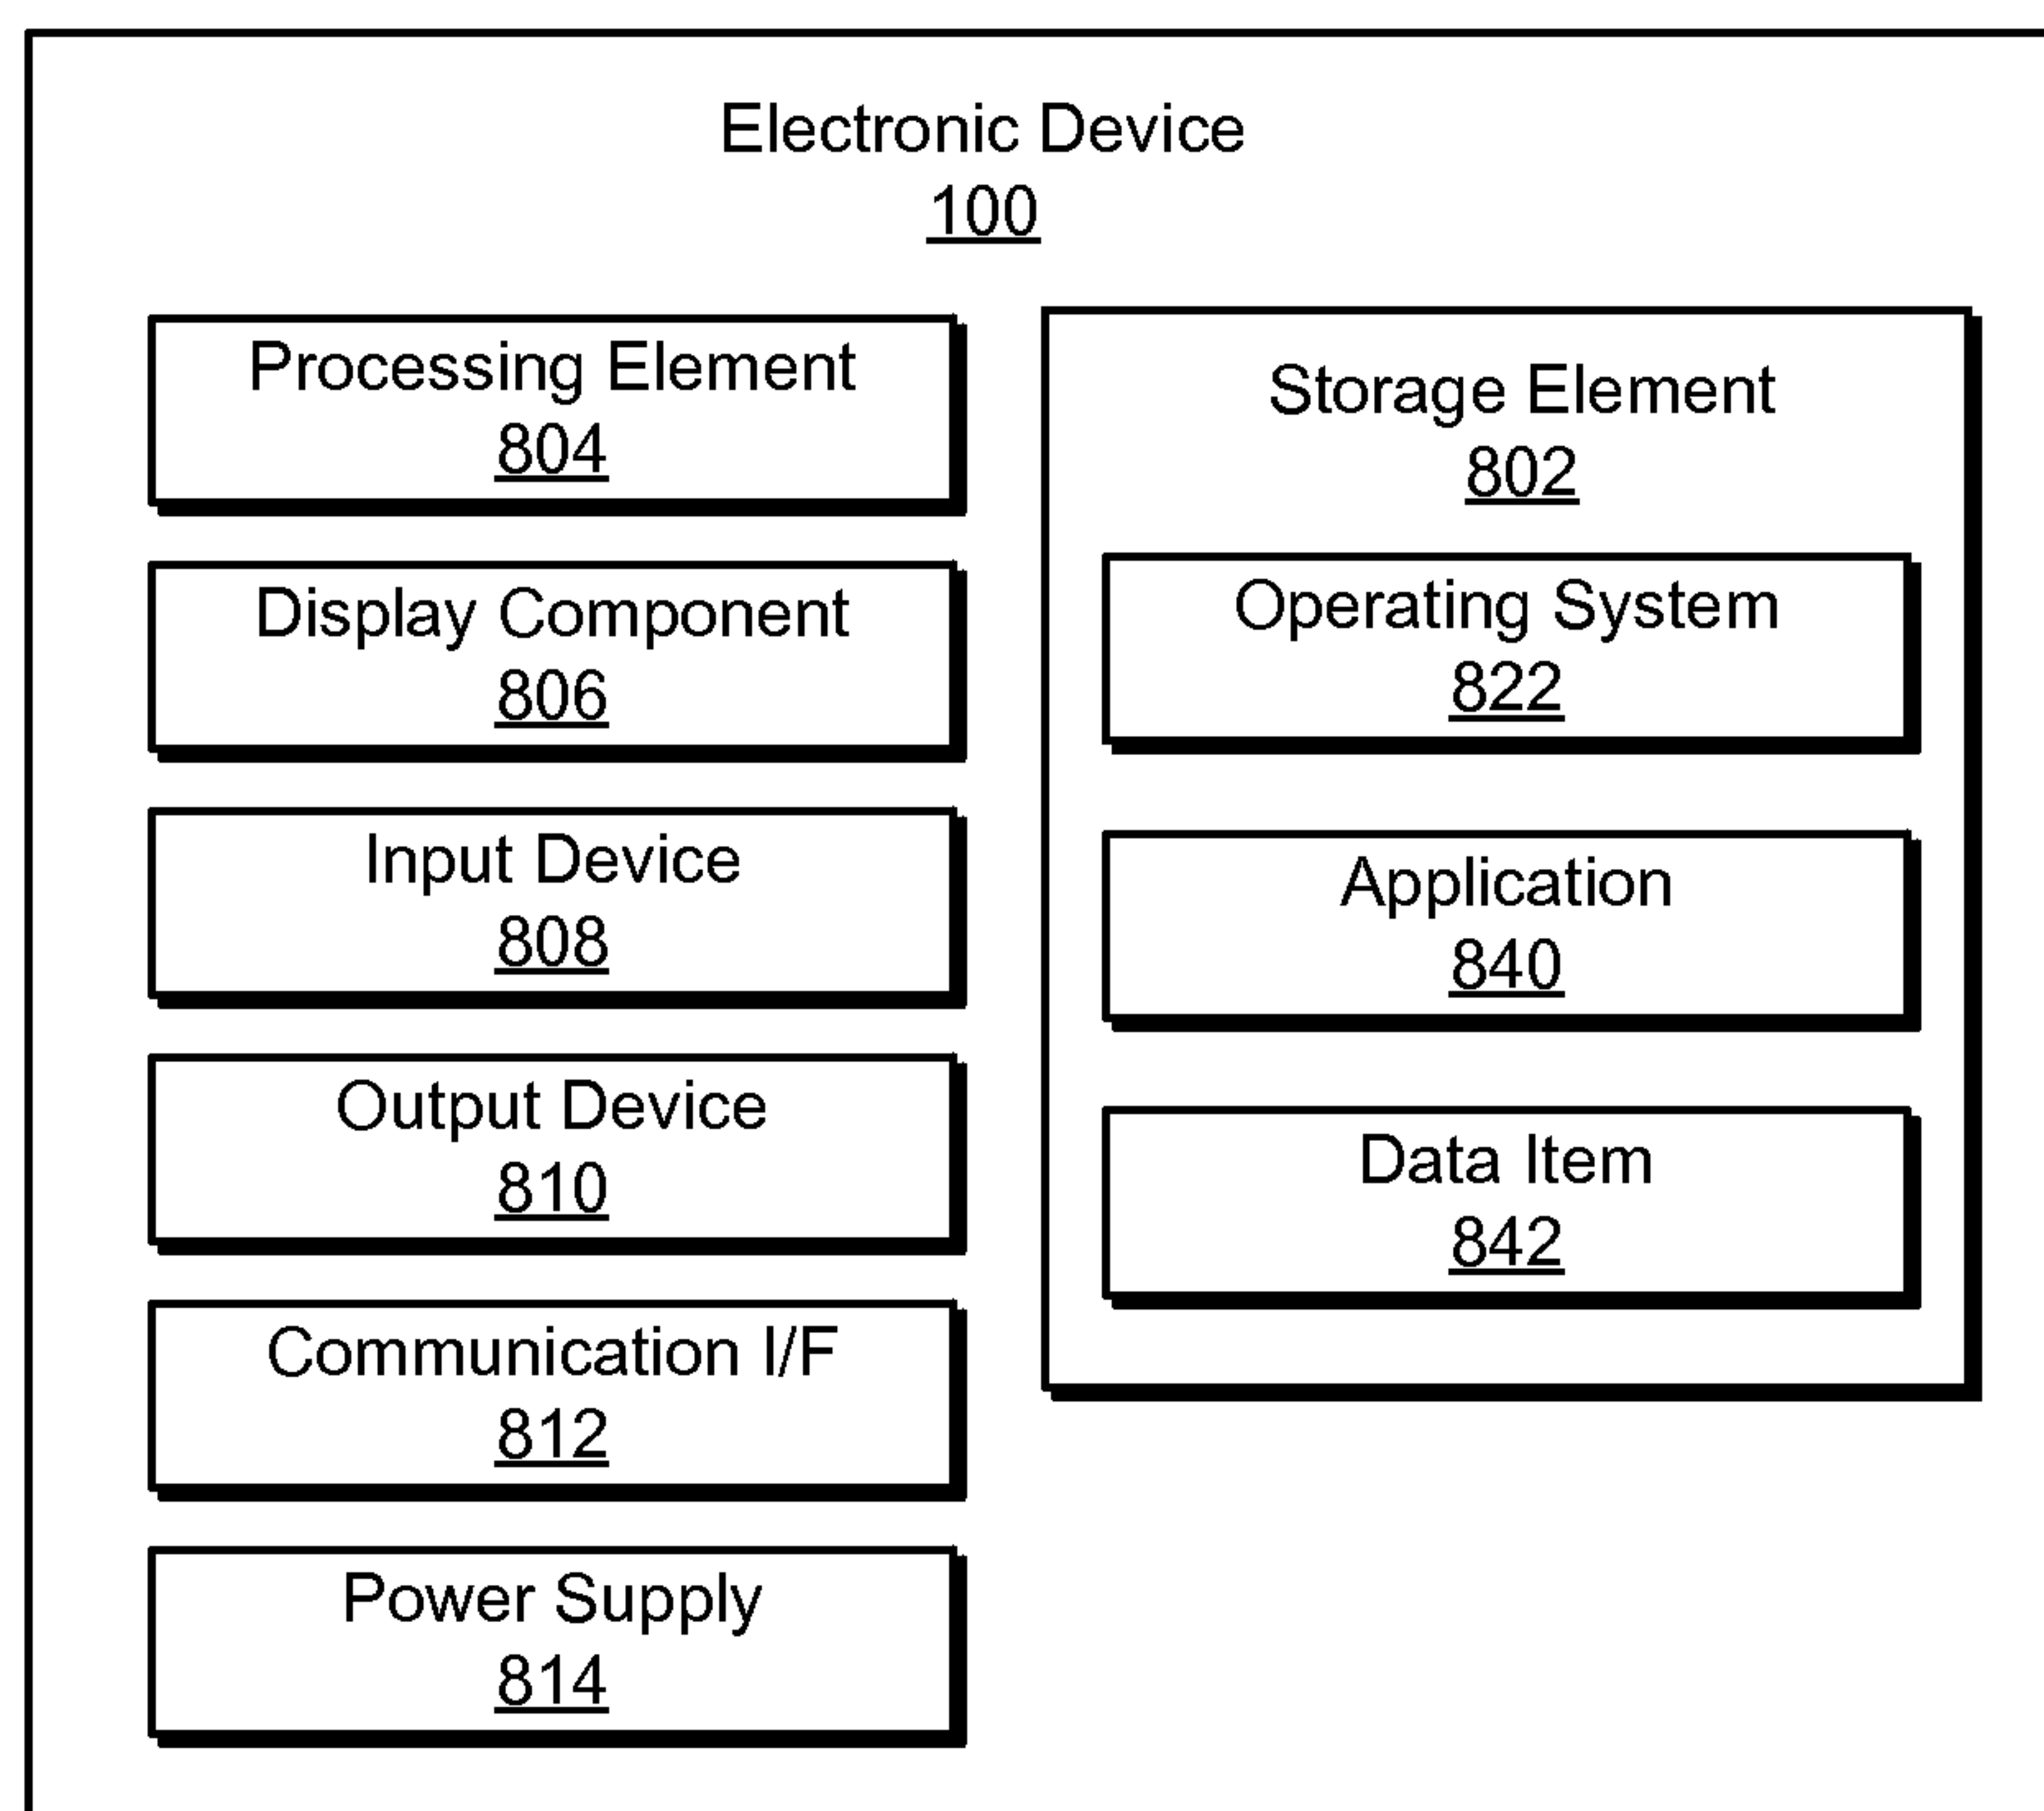 Electronic Device
100
Processing Element
804
Display Component
806
Input Device
808
Output Device
810
Communication I/F
812
Power Supply
814
Storage Element
802
Operating System
822
Application
840
Data Item
842